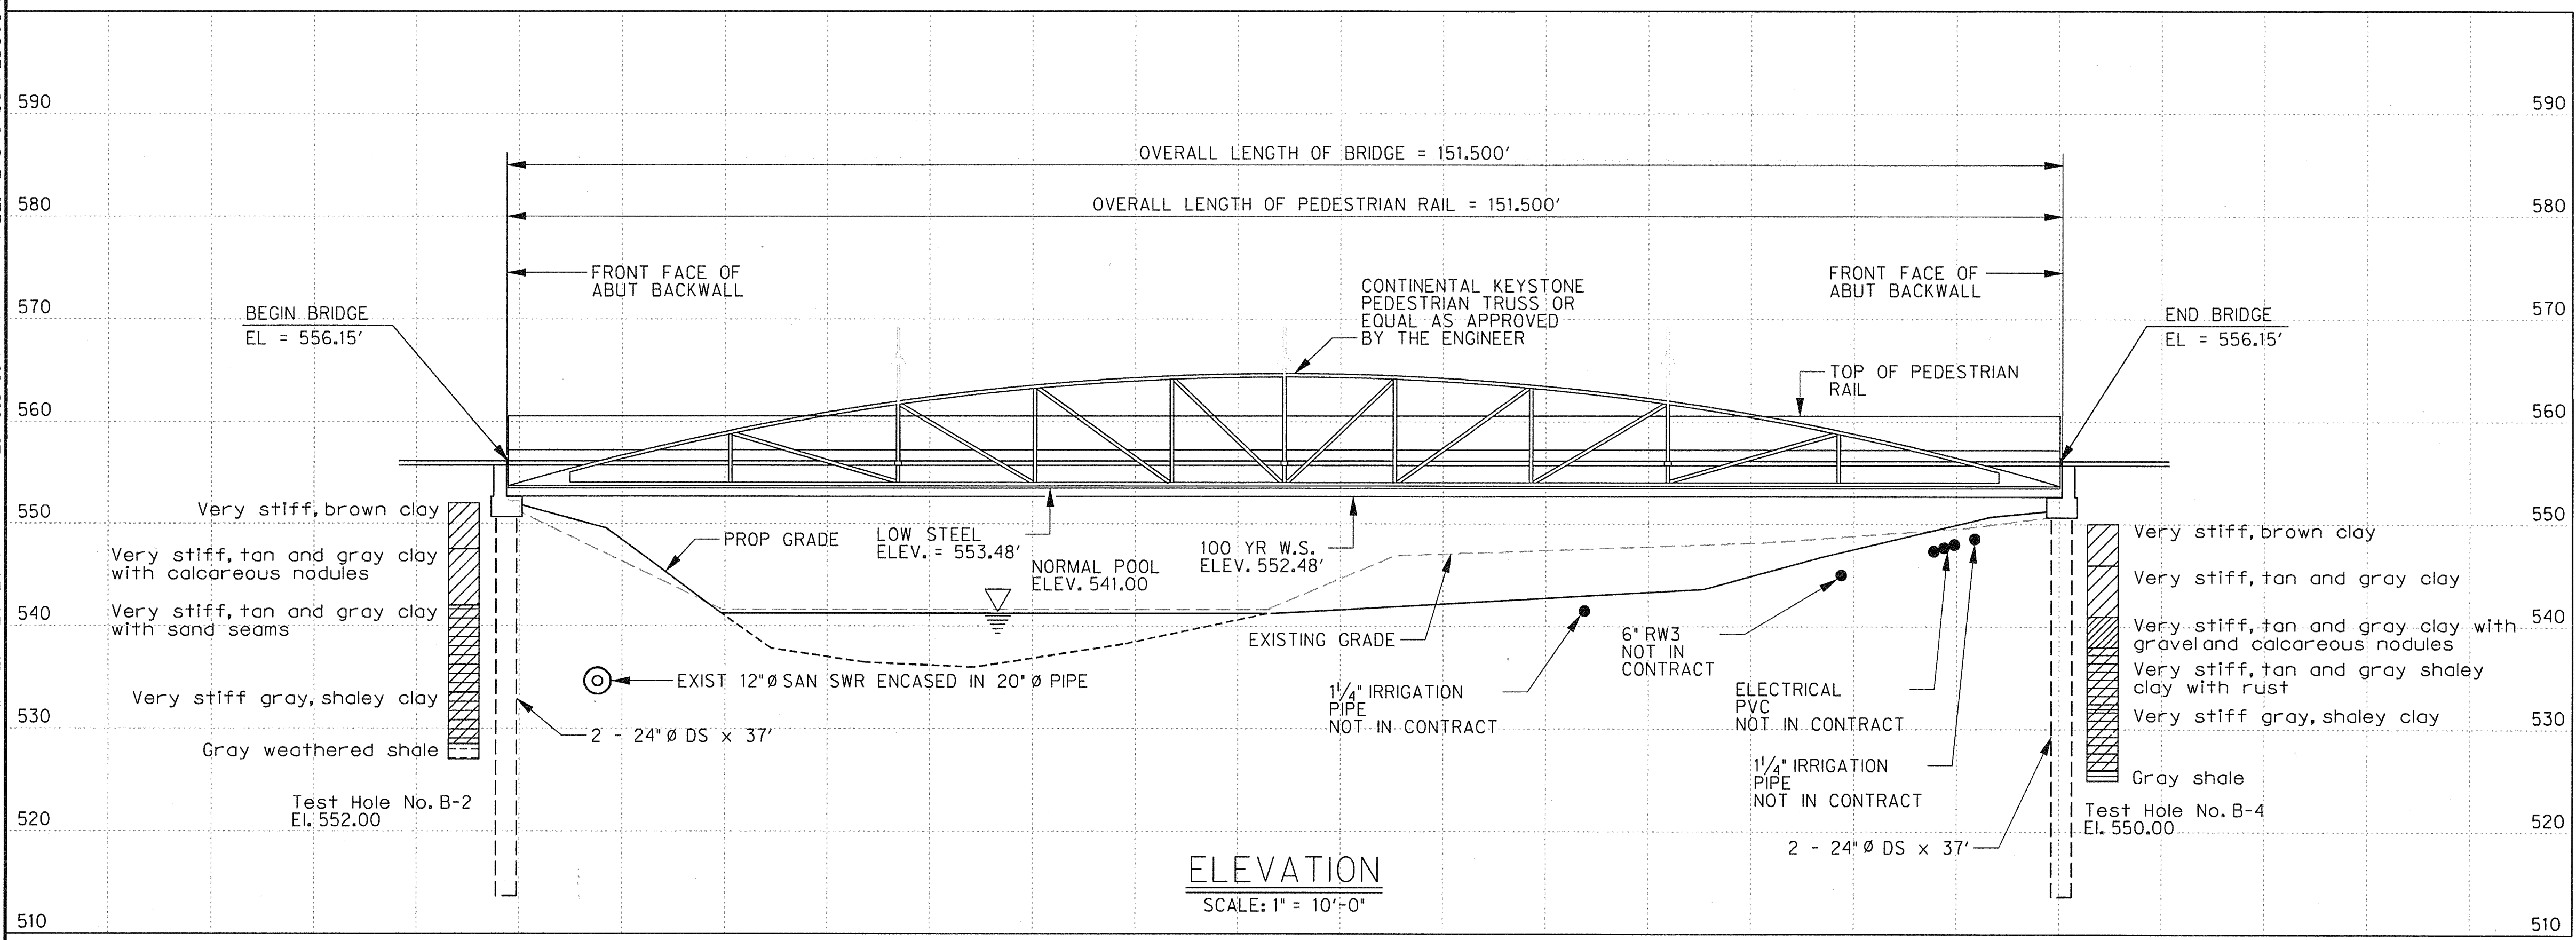 590
590
OVERALL LENGTH OF BRIDGE = 151.500'
580
OVERALL LENGTH OF PEDESTRIAN RAIL = 151.500'
580
FRONT FACE OF
ABUT BACKWALL
CONTINENTAL KEYSTONE
PEDESTRIAN TRUSS OR
EQUAL AS APPROVED
BY THE ENGINEER
FRONT FACE OF
ABUT BACKWALL
570
570
BEGIN BRIDGE
EL = 556.15'
END BRIDGE
EL = 556.15'
TOP OF PEDESTRIAN
RAIL
560
560
550
550
Very stiff, brown clay
Very stiff, tan and gray clay
with calcareous nodules
Very stiff, tan and gray clay
with sand seams
Very stiff gray, shaley clay
Gray weathered shale
Test Hole No. B-2
El. 552.00
PROP GRADE
LOW STEEL
ELEV. = 553.48'
NORMAL POOL
ELEV. 541.00
100 YR W.S.
ELEV. 552.48'
EXISTING GRADE
EXIST 12" Ø SAN SWR ENCASED IN 20" Ø PIPE
2 - 24" Ø DS x 37'
1 1/4" IRRIGATION
PIPE
NOT IN CONTRACT
6" RW3
NOT IN
CONTRACT
ELECTRICAL
PVC
NOT IN CONTRACT
1 1/4" IRRIGATION
PIPE
NOT IN CONTRACT
2 - 24" Ø DS x 37'
Very stiff, brown clay
Very stiff, tan and gray clay
Very stiff, tan and gray clay with
gravel and calcareous nodules
Very stiff, tan and gray shaley
clay with rust
Very stiff gray, shaley clay
Gray shale
Test Hole No. B-4
El. 550.00
540
540
530
530
520
520
510
510
ELEVATION
SCALE: 1" = 10'-0"